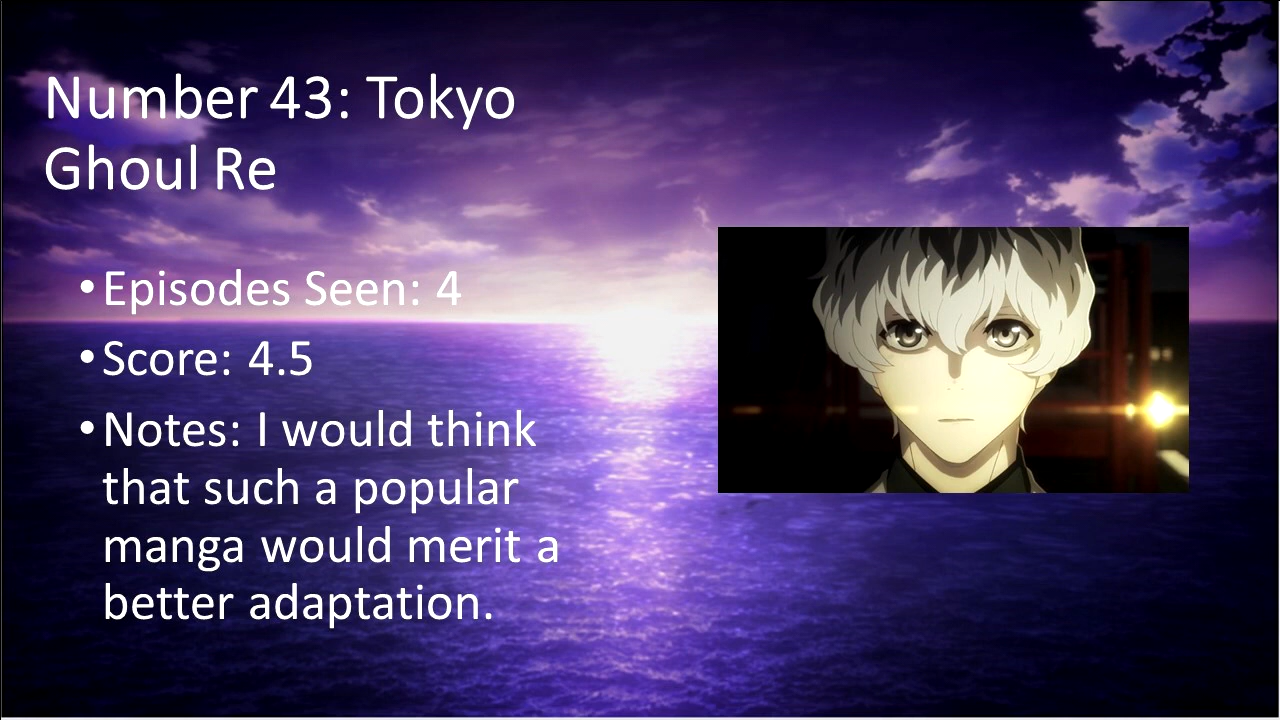 Number 43: Tokyo
Ghoul Re
•Episodes Seen: 4
•Score: 4.5
•Notes: I would think
that such a popular
manga would merit a
better adaptation.